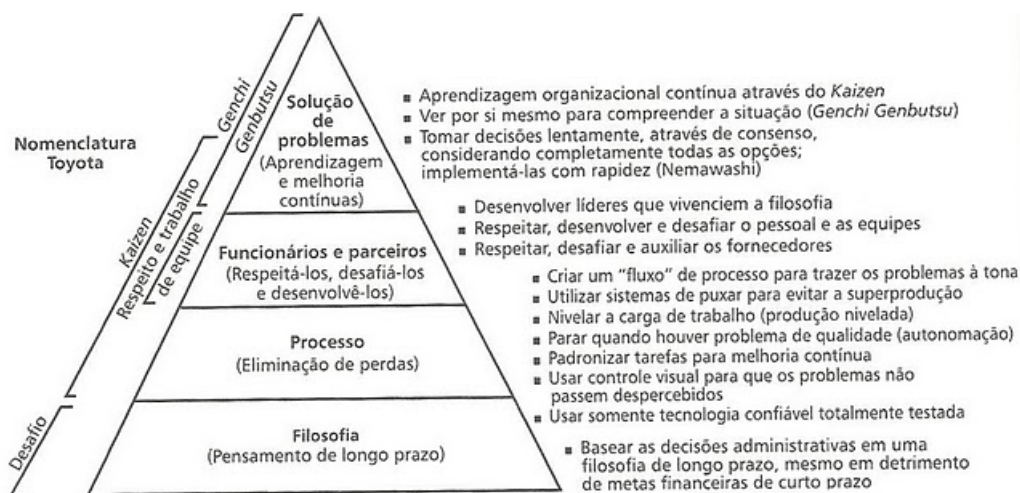 Nomenclatura
Toyota
Genchi
Genbutsu
Kaizen
Respeito e trabalho
de equipe
Desafio
Solução
de
problemas
(Aprendizagem
e melhoria
contínuas)
▪ Aprendizagem organizacional contínua através do Kaizen
▪ Ver por si mesmo para compreender a situação (Genchi Genbutsu)
▪ Tomar decisões lentamente, através de consenso,
considerando completamente todas as opções;
implementá-las com rapidez (Nemawashi)
Funcionários e parceiros
(Respeitá-los, desafiá-los
e desenvolvê-los)
▪ Desenvolver líderes que vivenciem a filosofia
▪ Respeitar, desenvolver e desafiar o pessoal e as equipes
▪ Respeitar, desafiar e auxiliar os fornecedores
Processo
(Eliminação de perdas)
▪ Criar um "fluxo" de processo para trazer os problemas à tona
▪ Utilizar sistemas de puxar para evitar a superprodução
▪ Nivelar a carga de trabalho (produção nivelada)
▪ Parar quando houver problema de qualidade (autonomação)
▪ Padronizar tarefas para melhoria contínua
▪ Usar controle visual para que os problemas não
passem despercebidos
▪ Usar somente tecnologia confiável totalmente testada
Filosofia
(Pensamento de longo prazo)
▪ Basear as decisões administrativas em uma
filosofia de longo prazo, mesmo em detrimento
de metas financeiras de curto prazo